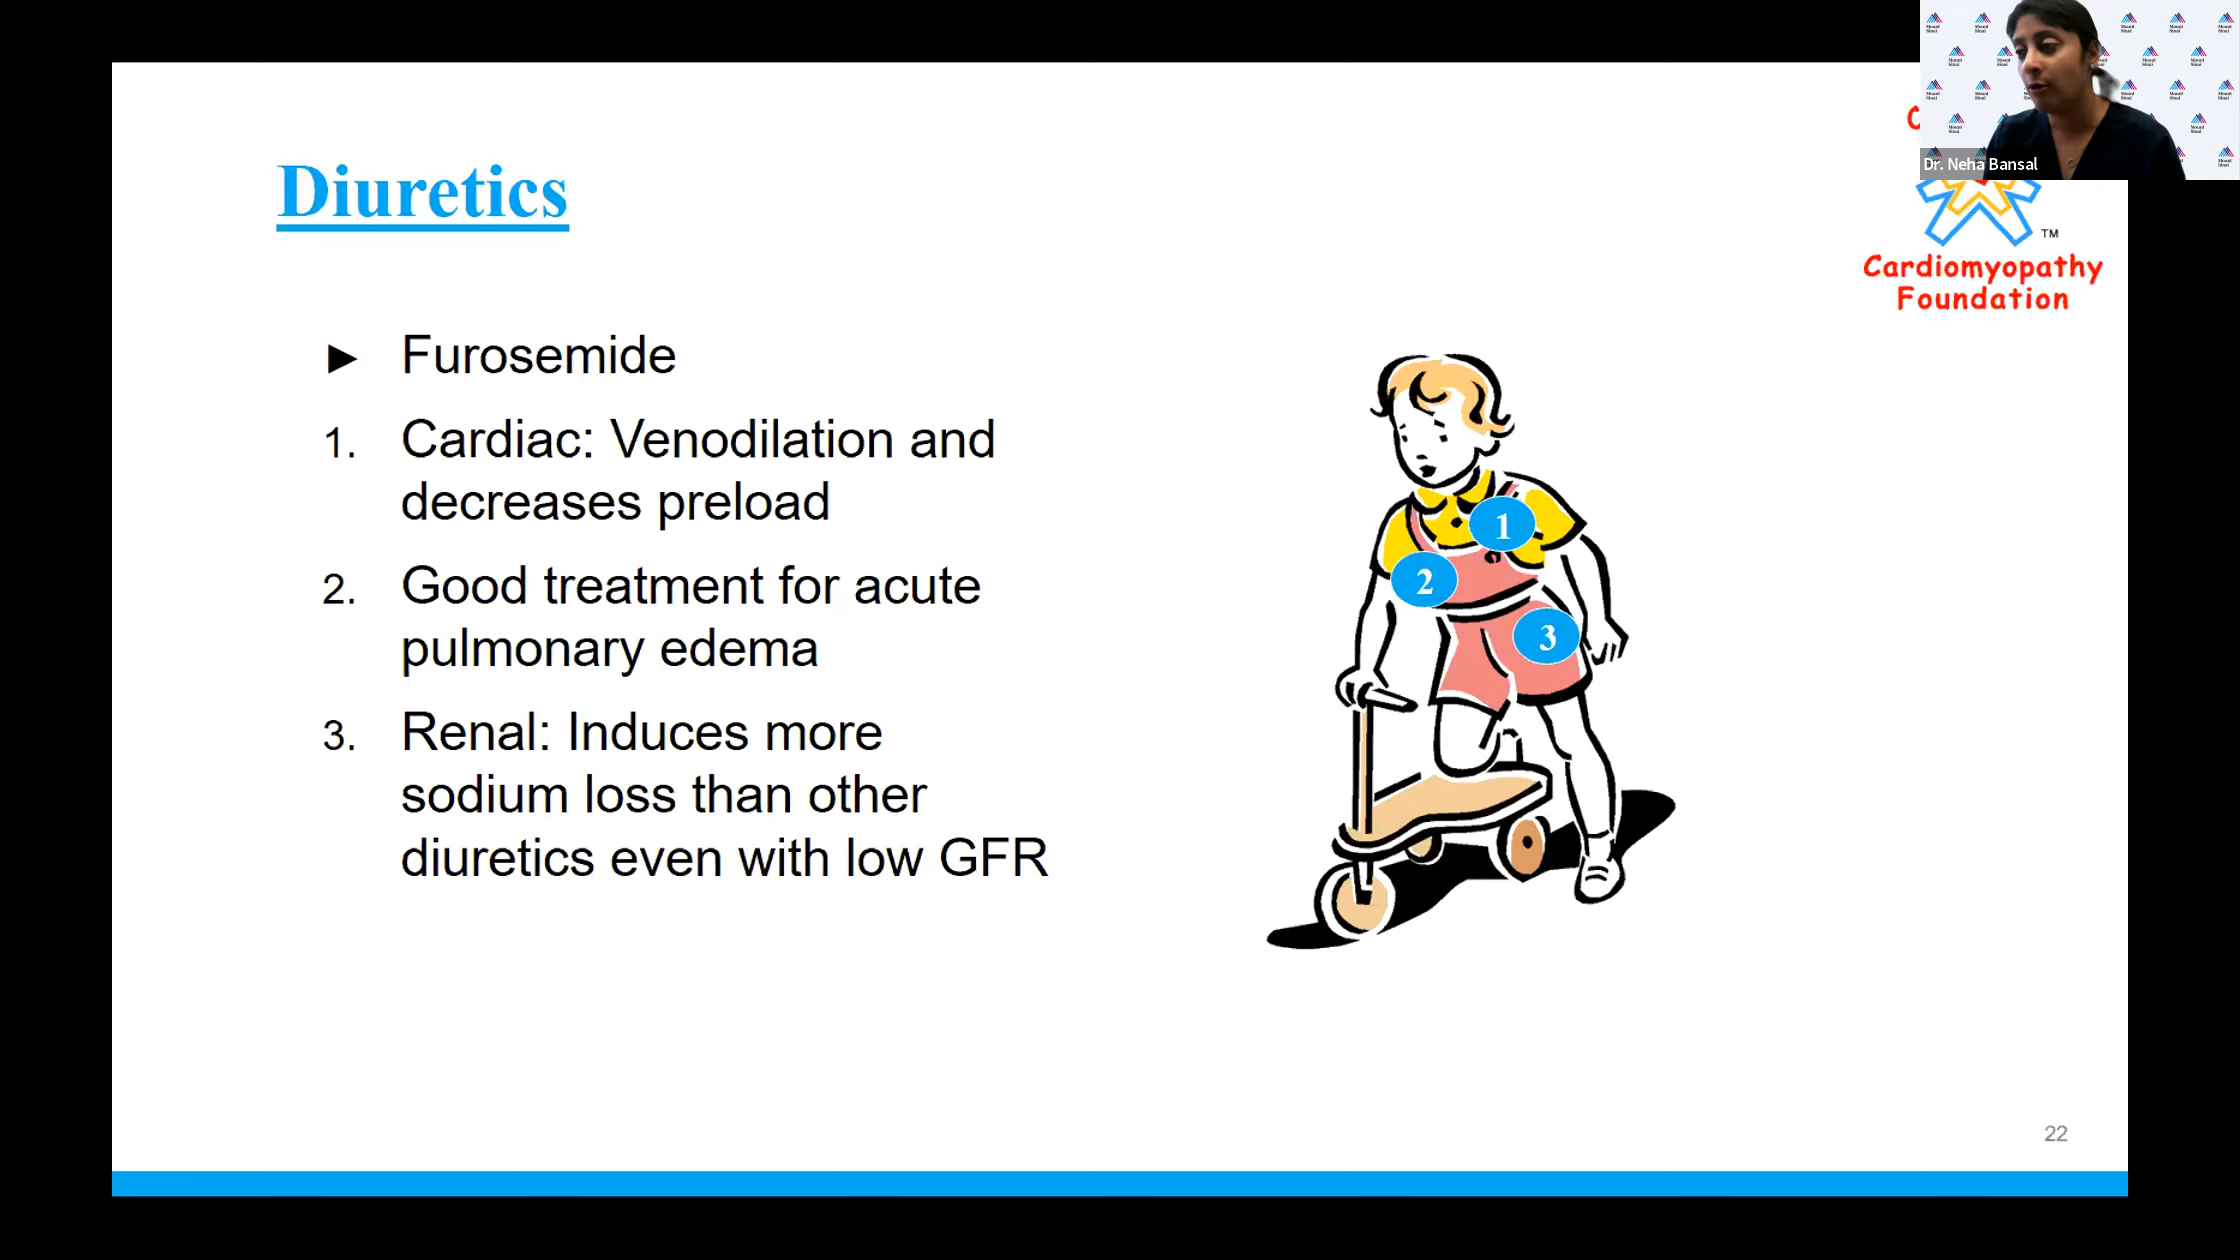 Diuretics
► Furosemide
1. Cardiac: Venodilation and
decreases preload
2. Good treatment for acute
pulmonary edema
3. Renal: Induces more
sodium loss than other
diuretics even with low GFR
1
2
3
Dr. Neha Bansal
Mount
Sinai
TM
Cardiomyopathy
Foundation
22